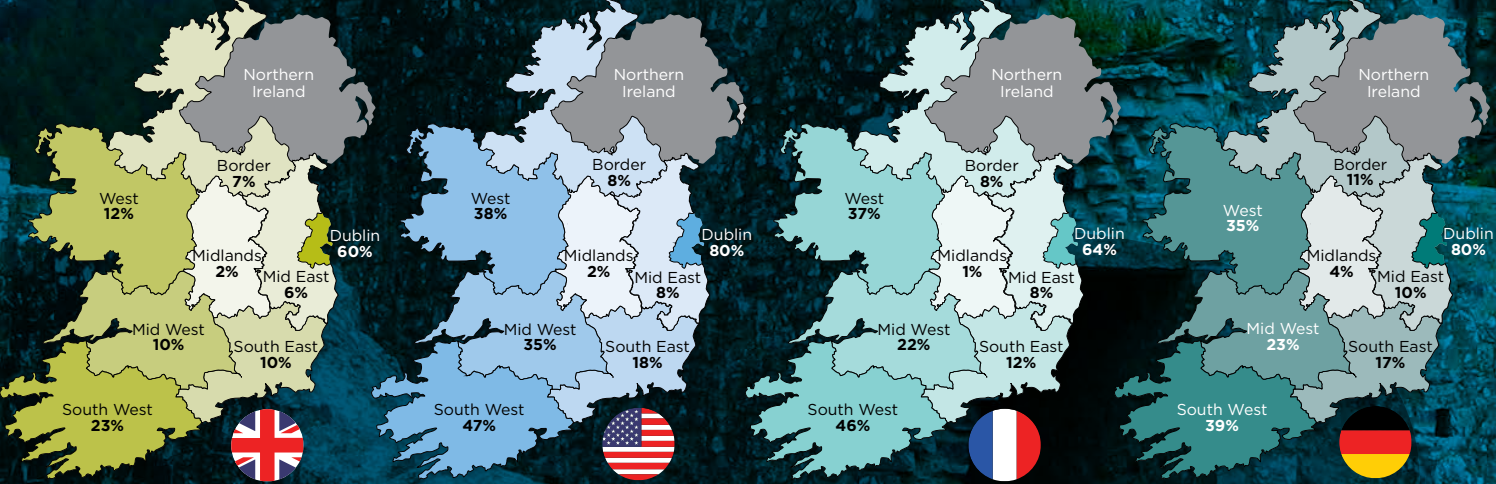 Northern
Ireland
Border
7%
West
12%
Dublin
60%
Midlands
2%
Mid East
6%
Mid West
10%
South East
10%
South West
23%
Northern
Ireland
Border
8%
West
38%
Dublin
80%
Midlands
2%
Mid East
8%
Mid West
35%
South East
18%
South West
47%
Northern
Ireland
Border
8%
West
37%
Dublin
64%
Midlands
1%
Mid East
8%
Mid West
22%
South East
12%
South West
46%
Northern
Ireland
Border
11%
West
35%
Dublin
80%
Midlands
4%
Mid East
10%
Mid West
23%
South East
17%
South West
39%